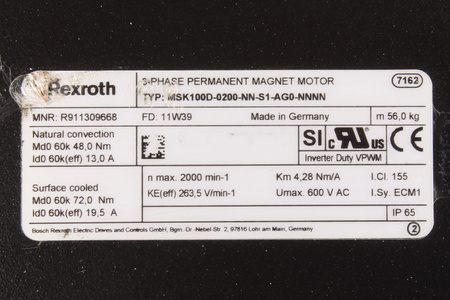 Rexroth
3-PHASE PERMANENT MAGNET MOTOR
7162
TYP: MSK100D-0200-NN-S1-AG0-NNNN
MNR: R911309668
FD: 11W39
Made in Germany
m 56,0 kg
Natural convection
Md0 60k 48,0 Nm
Id0 60k(eff) 13,0 A
SI
c RU us
CE
Inverter Duty VPWM
Surface cooled
Md0 60k 72,0 Nm
Id0 60k(eff) 19,5 A
n max. 2000 min-1
Km 4,28 Nm/A
I.Cl. 155
KE(eff) 263,5 V/min-1
Umax. 600 V AC
I.Sy. ECM1
IP 65
Bosch Rexroth Electric Drives and Controls GmbH, Bgm.-Dr.-Nebel-Str. 2, 97816 Lohr am Main, Germany
2